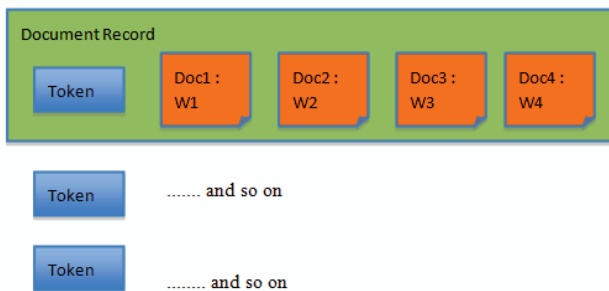 Document Record
Token
Doc1 :
W1
Doc2 :
W2
Doc3 :
W3
Doc4 :
W4
Token
....... and so on
Token
........ and so on